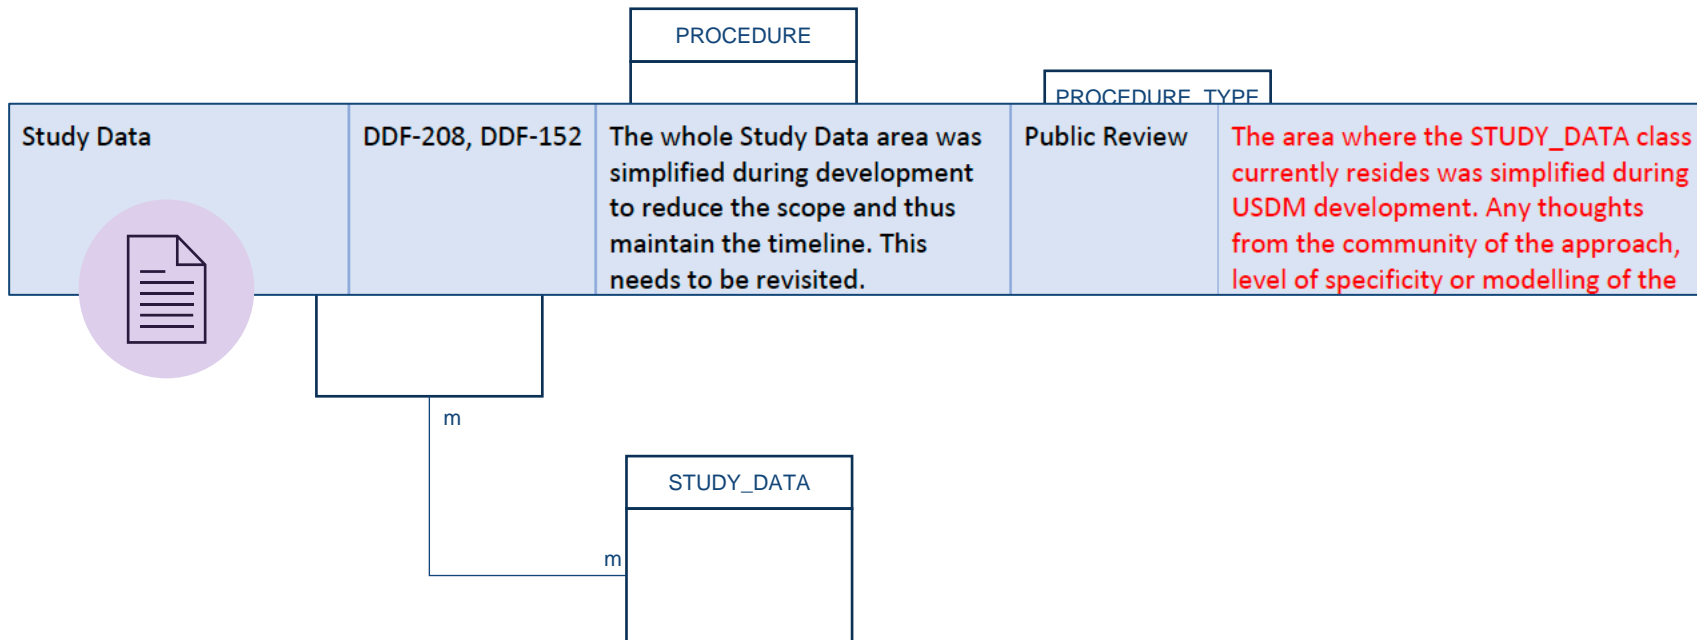 PROCEDURE
PROCEDURE_TYPE
Study Data
DDF-208, DDF-152
The whole Study Data area was
simplified during development
to reduce the scope and thus
maintain the timeline. This
needs to be revisited.
Public Review
The area where the STUDY_DATA class
currently resides was simplified during
USDM development. Any thoughts
from the community of the approach,
level of specificity or modelling of the
m
STUDY_DATA
m